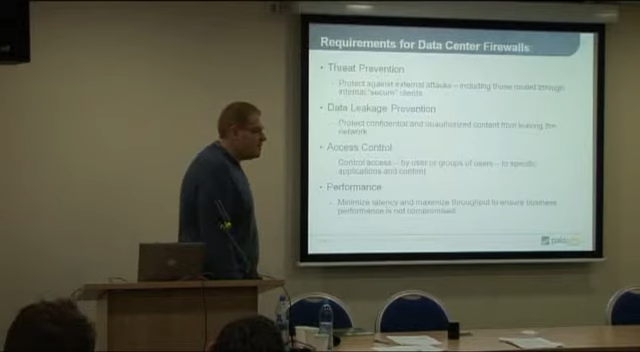 Requirements for Data Center Firewalls
• Threat Prevention
– Protect against external attacks – including those routed through
internal "secure" clients
• Data Leakage Prevention
– Protect confidential and unauthorized content from leaving the
network
• Access Control
– Control access – by user or groups of users – to specific
applications and content
• Performance
– Minimize latency and maximize throughput to ensure business
performance is not compromised
paloalto